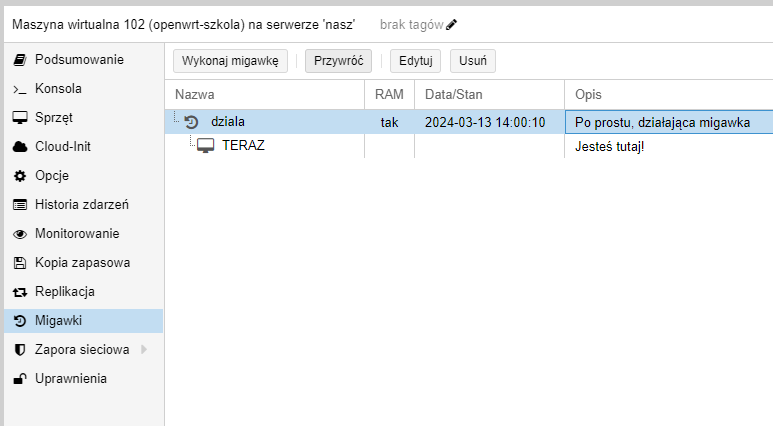 Maszyna wirtualna 102 (openwrt-szkola) na serwerze 'nasz' brak tagów
Podsumowanie
Konsola
Sprzęt
Cloud-Init
Opcje
Historia zdarzeń
Monitorowanie
Kopia zapasowa
Replikacja
Migawki
Zapora sieciowa
Uprawnienia
Wykonaj migawkę Przywróć Edytuj Usuń
Nazwa RAM Data/Stan Opis
dziala tak 2024-03-13 14:00:10 Po prostu, działająca migawka
TERAZ Jesteś tutaj!